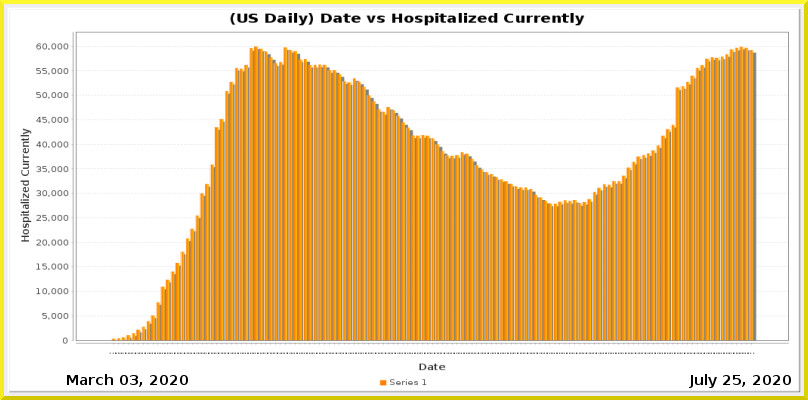 (US Daily) Date vs Hospitalized Currently
Hospitalized Currently
60,000
55,000
50,000
45,000
40,000
35,000
30,000
25,000
20,000
15,000
10,000
5,000
0
Date
March 03, 2020
July 25, 2020
Series 1